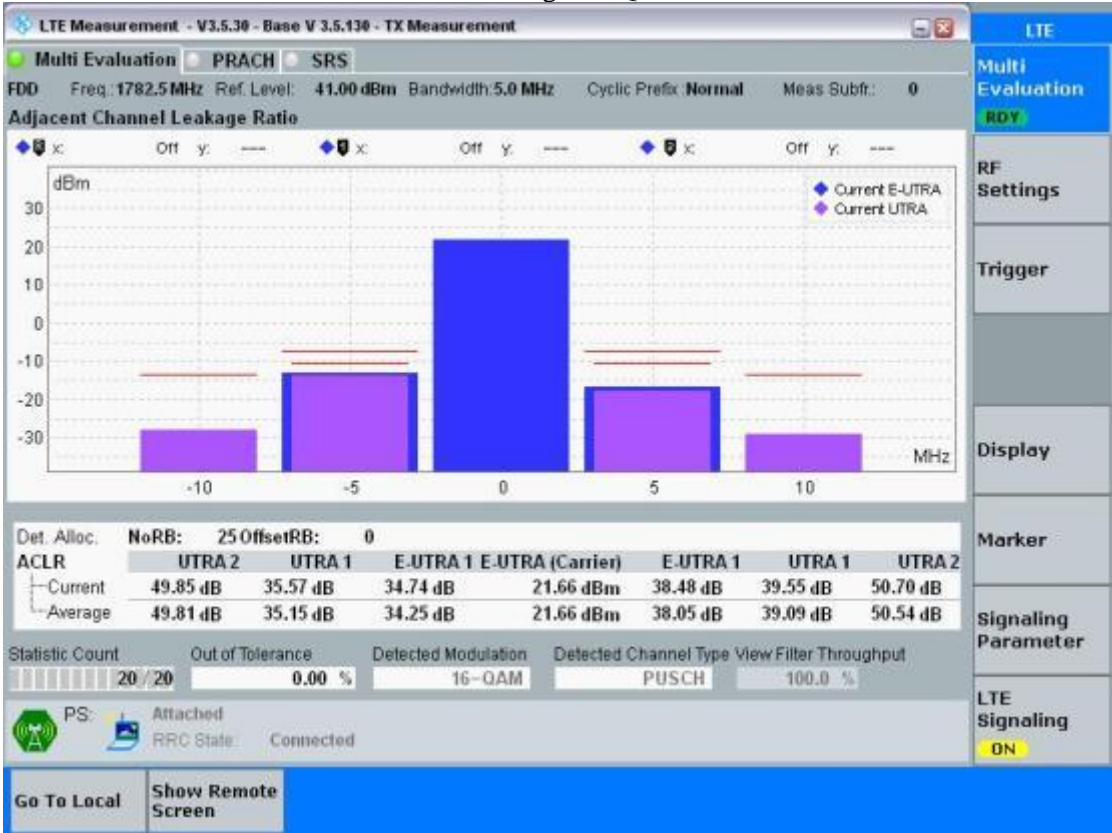 LTE Measurement - V3.5.30 - Base V 3.5.130 - TX Measurement
LTE
Multi Evaluation PRACH SRS
FDD Freq.: 1782.5 MHz Ref. Level: 41.00 dBm Bandwidth: 5.0 MHz Cyclic Prefix: Normal Meas Subfr.: 0
Adjacent Channel Leakage Ratio
x: Off y: --- x: Off y: --- x: Off y: ---
dBm
Current E-UTRA
Current UTRA
30
20
10
0
-10
-20
-30
MHz
-10 -5 0 5 10
Det. Alloc. NoRB: 25 OffsetRB: 0
ACLR UTRA 2 UTRA 1 E-UTRA 1 E-UTRA (Carrier) E-UTRA 1 UTRA 1 UTRA 2
Current 49.85 dB 35.57 dB 34.74 dB 21.66 dBm 38.48 dB 39.55 dB 50.70 dB
Average 49.81 dB 35.15 dB 34.25 dB 21.66 dBm 38.05 dB 39.09 dB 50.54 dB
Statistic Count Out of Tolerance Detected Modulation Detected Channel Type View Filter Throughput
20 / 20 0.00 % 16-QAM PUSCH 100.0 %
PS: Attached
RRC State: Connected
Multi
Evaluation
RDY
RF
Settings
Trigger
Display
Marker
Signaling
Parameter
LTE
Signaling
ON
Go To Local
Show Remote
Screen